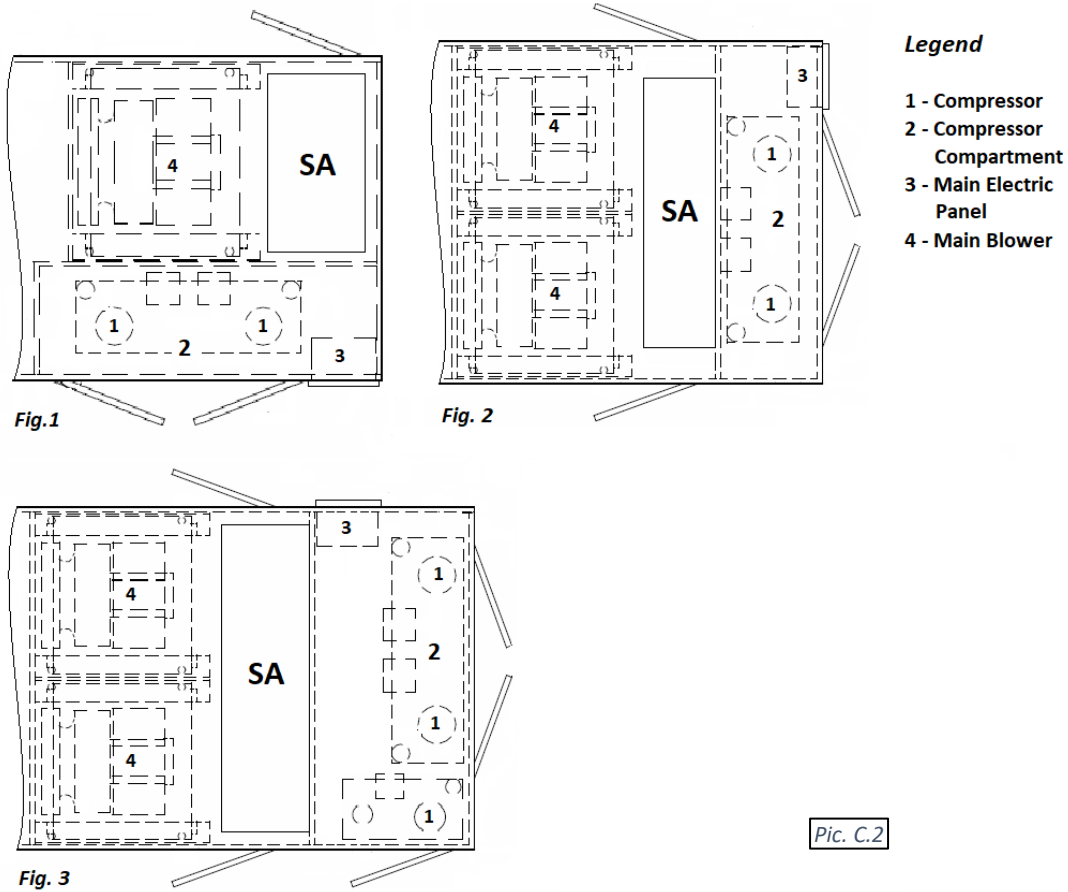 4
SA
1
1
2
3
Fig.1
4
4
SA
3
1
2
1
Fig. 2
Legend
1 - Compressor
2 - Compressor
Compartment
3 - Main Electric
Panel
4 - Main Blower
4
4
SA
3
1
2
1
1
Fig. 3
Pic. C.2